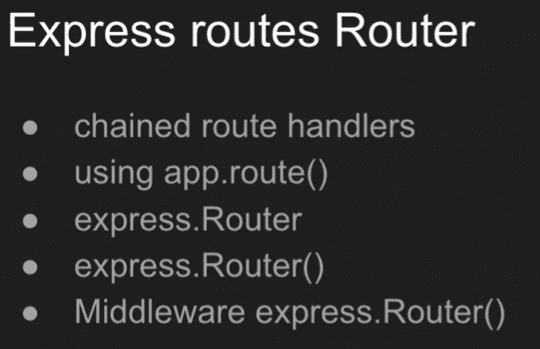 Express routes Router
● chained route handlers
● using app.route()
● express.Router
● express.Router()
● Middleware express.Router()